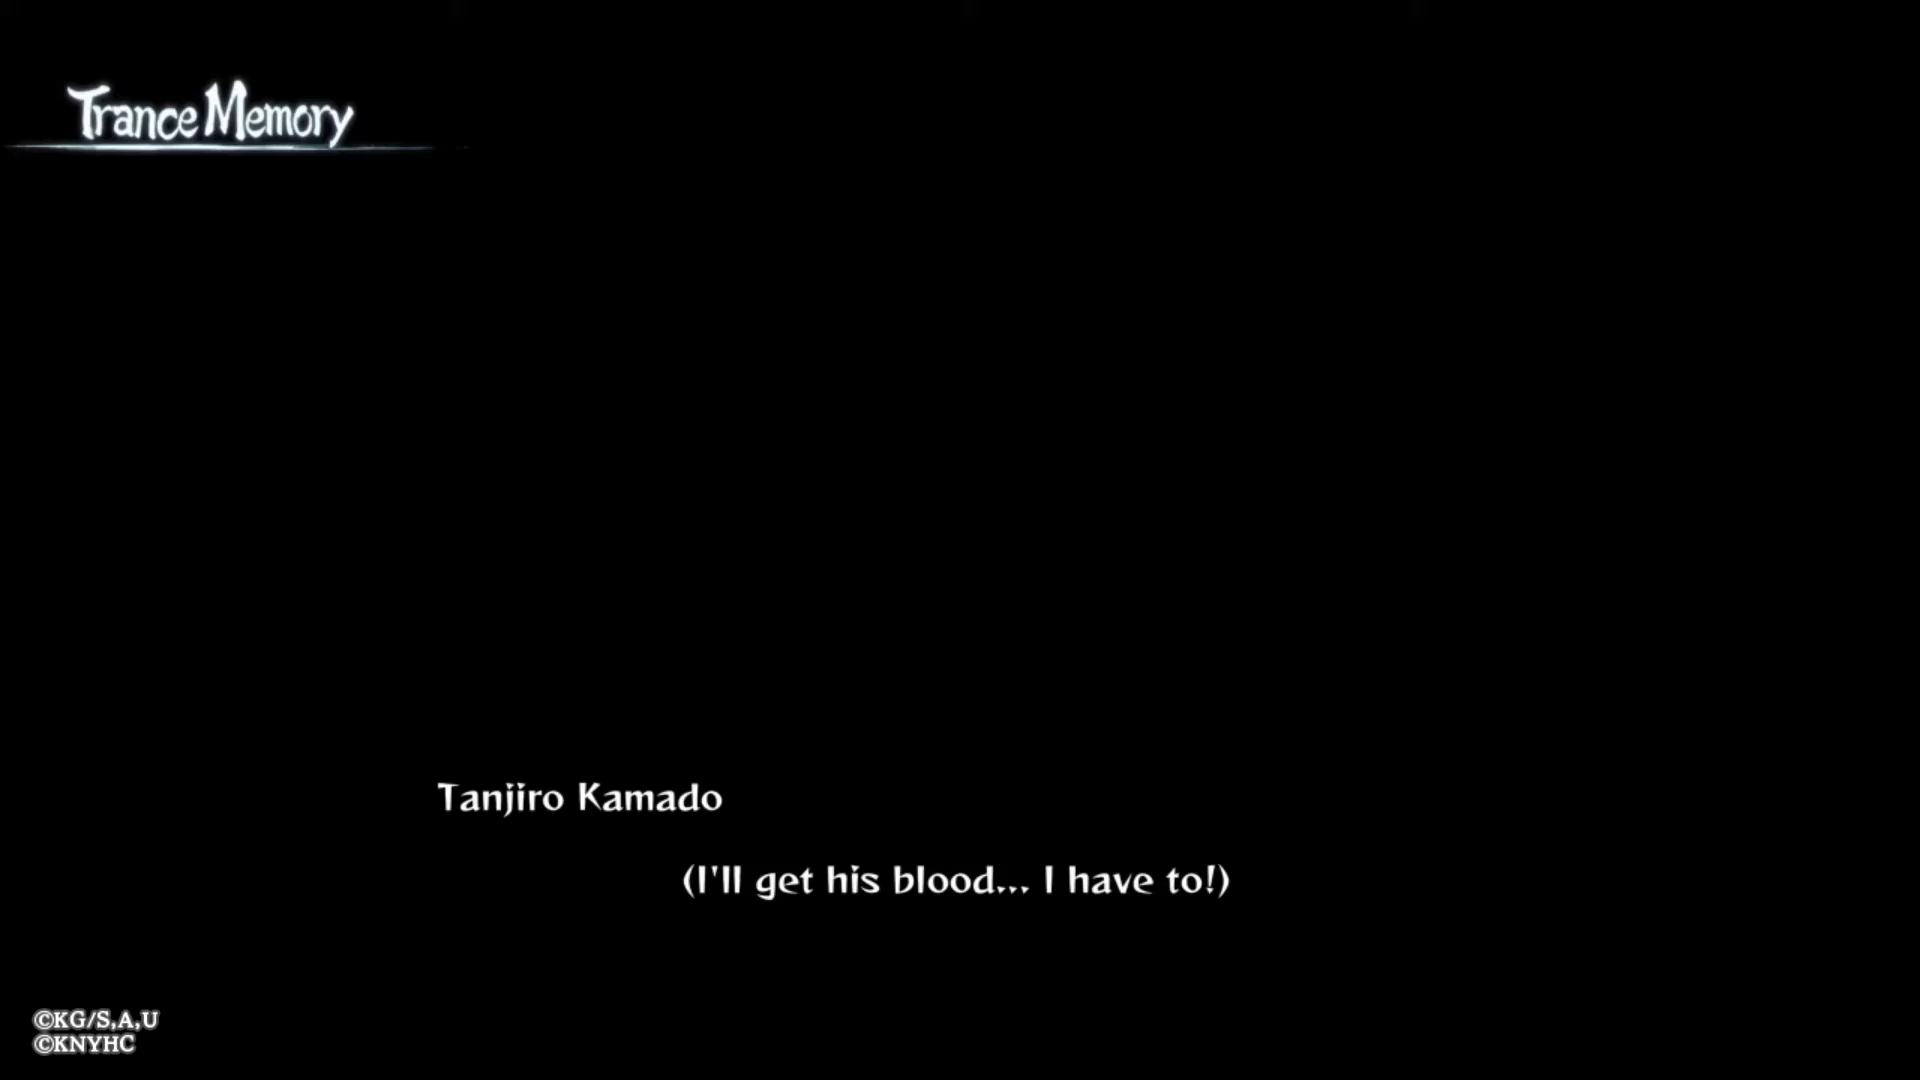 Trance Memory
Tanjiro Kamado
(I'll get his blood... I have to!)
©KG/S,A,U
©KNYHC